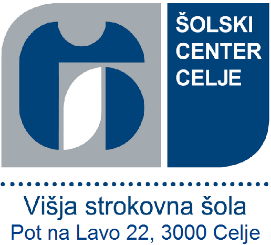 ŠOLSKI
CENTER
CELJE
Višja strokovna šola
Pot na Lavo 22, 3000 Celje